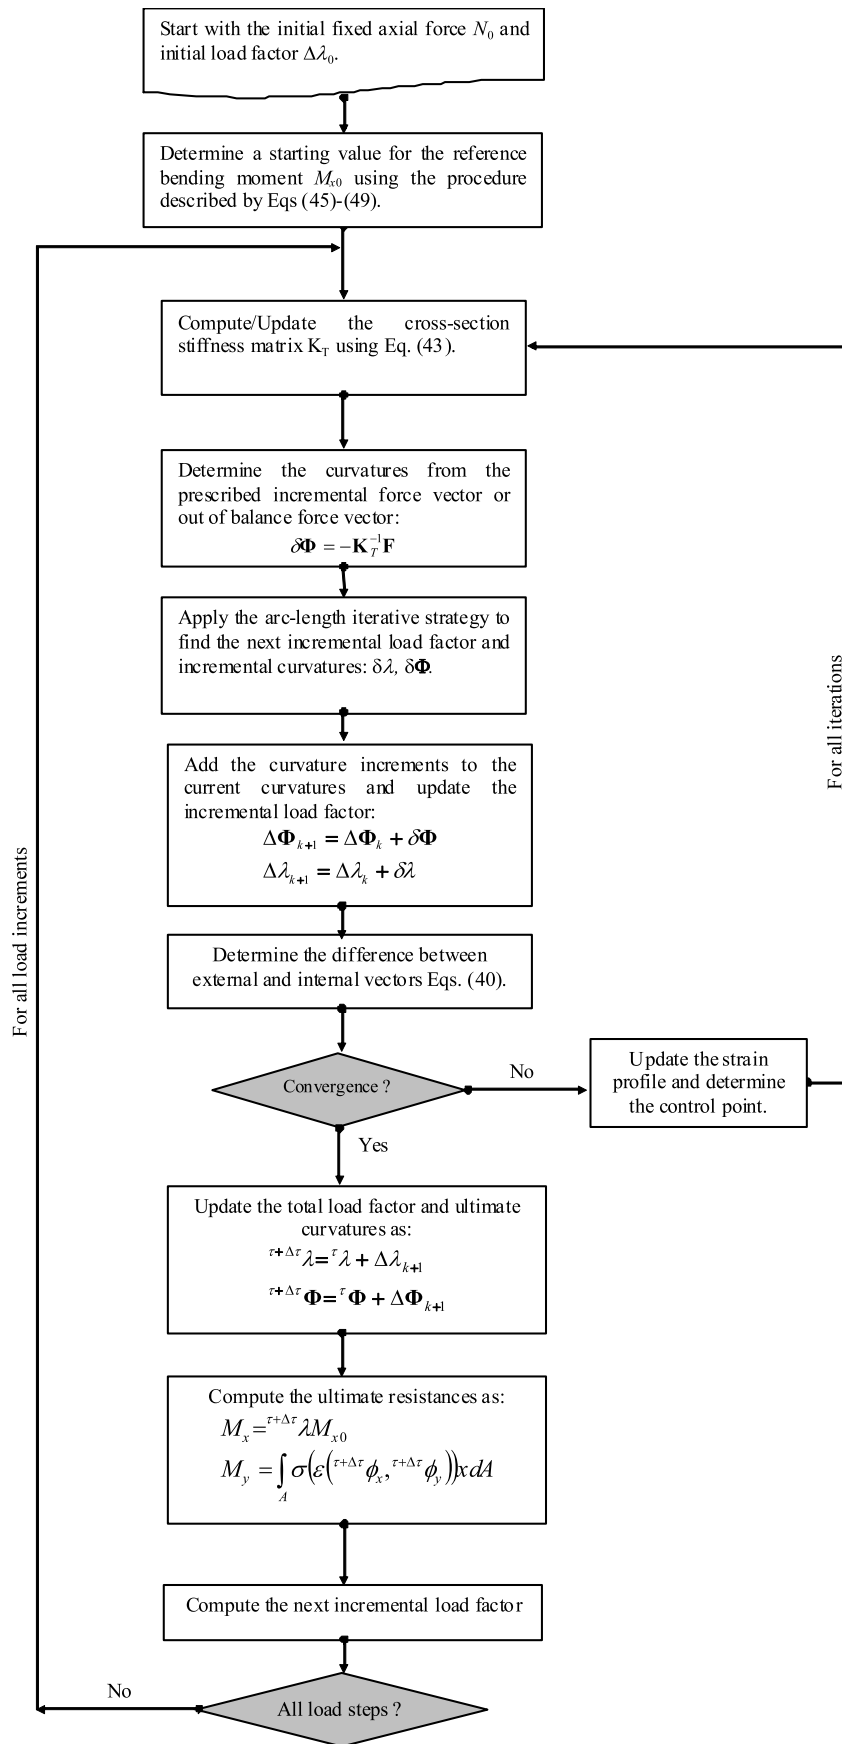 Start with the initial fixed axial force N₀ and
initial load factor Δλ₀.
Determine a starting value for the reference
bending moment Mₓ₀ using the procedure
described by Eqs (45)-(49).
Compute/Update the cross-section
stiffness matrix K_T using Eq. (43).
Determine the curvatures from the
prescribed incremental force vector or
out of balance force vector:
δΦ = −K_T⁻¹F
Apply the arc-length iterative strategy to
find the next incremental load factor and
incremental curvatures: δλ, δΦ.
Add the curvature increments to the
current curvatures and update the
incremental load factor:
ΔΦ_{k+1} = ΔΦ_k + δΦ
Δλ_{k+1} = Δλ_k + δλ
Determine the difference between
external and internal vectors Eqs. (40).
Convergence ?
No
Update the strain
profile and determine
the control point.
Yes
Update the total load factor and ultimate
curvatures as:
^{τ+Δτ}λ=^{τ}λ + Δλ_{k+1}
^{τ+Δτ}Φ=^{τ}Φ + ΔΦ_{k+1}
Compute the ultimate resistances as:
M_x=^{τ+Δτ}λM_{x0}
M_y = ∫_A σ(ε(^{τ+Δτ}ϕ_x,^{τ+Δτ}ϕ_y))xdA
Compute the next incremental load factor
All load steps ?
No
For all load increments
For all iterations